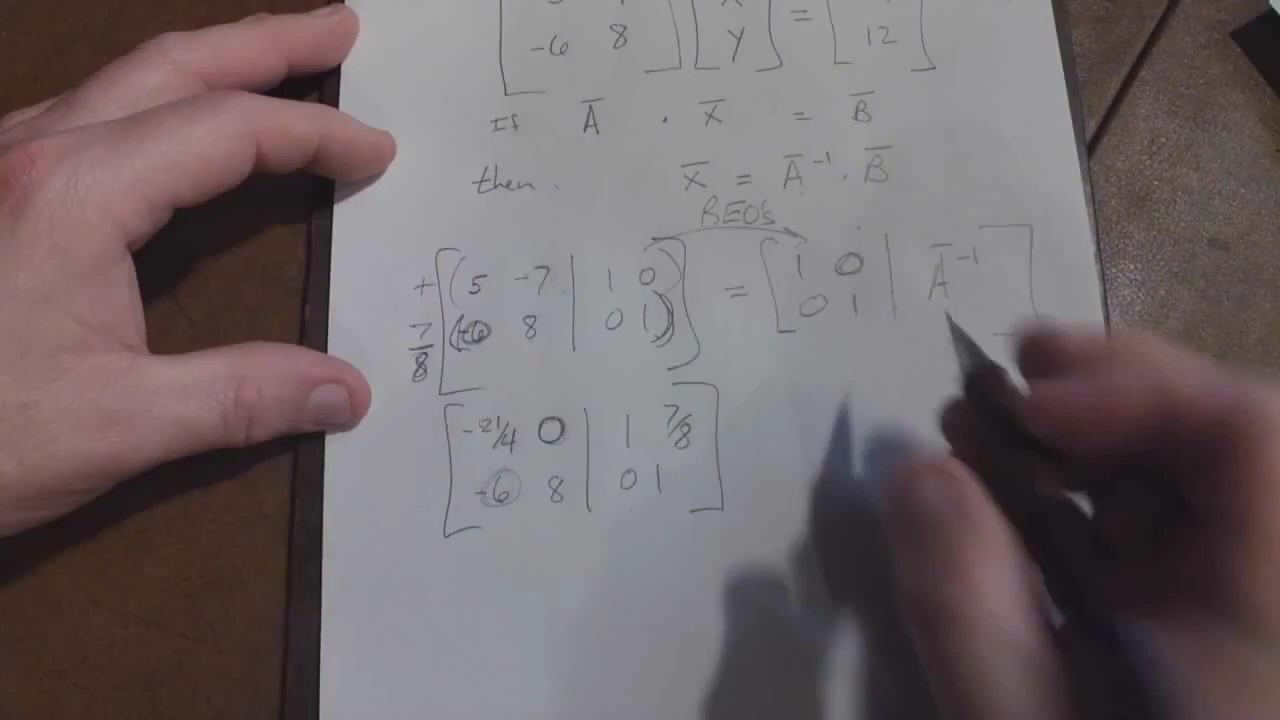 -6 8 y = 12
If A̅ · X̅ = B̅
then. X̅ = A̅⁻¹ · B̅
REO's
+ (5 -7 | 1 0) = 1 0 | A̅⁻¹
7/8 (-6 8 | 0 1) 0 1 |
-21/4 0 | 1 7/8
-6 8 | 0 1